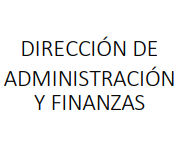 DIRECCIÓN DE
ADMINISTRACIÓN
Y FINANZAS